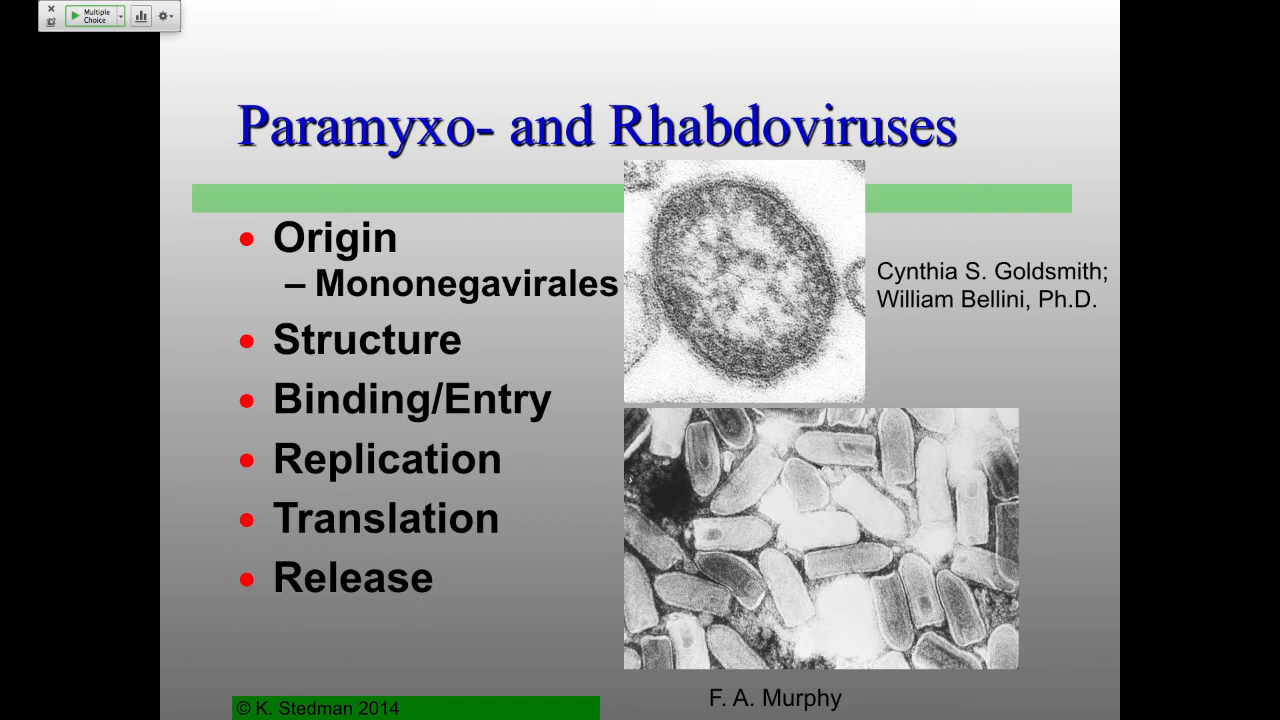 Multiple
Choice
Paramyxo- and Rhabdoviruses
• Origin
– Mononegavirales
• Structure
• Binding/Entry
• Replication
• Translation
• Release
Cynthia S. Goldsmith;
William Bellini, Ph.D.
F. A. Murphy
© K. Stedman 2014